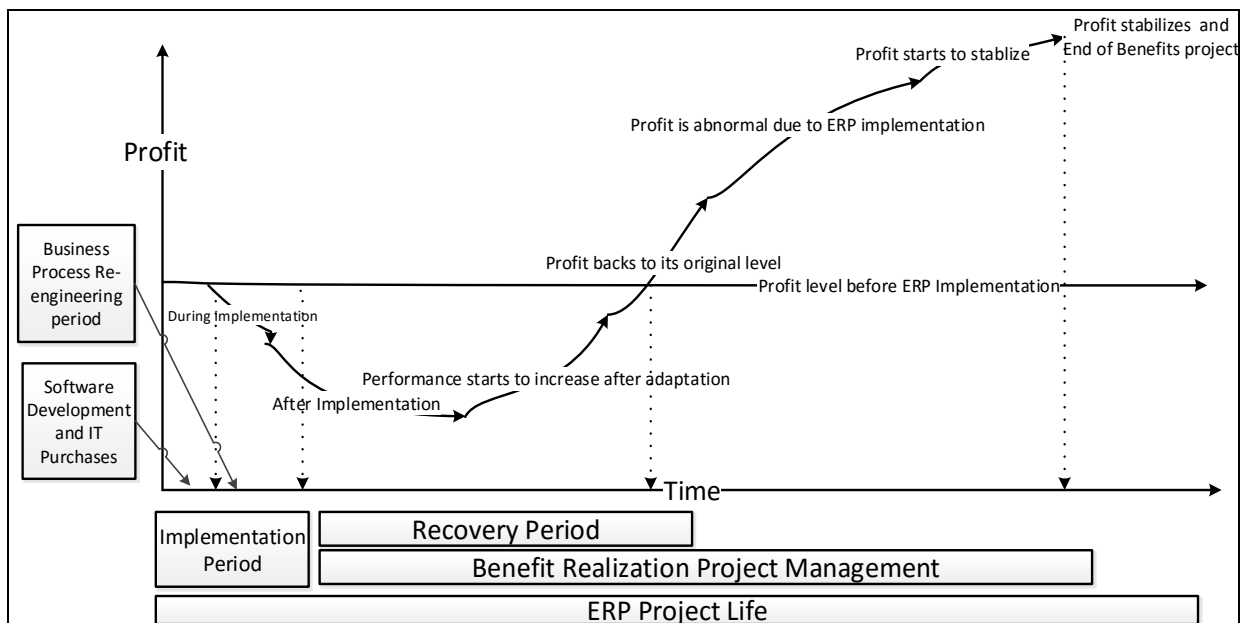 Profit stabilizes and
End of Benefits project
Profit starts to stablize
Profit is abnormal due to ERP implementation
Profit
Business
Process Re-
engineering
period
Profit backs to its original level
Profit level before ERP Implementation
During Implementation
Performance starts to increase after adaptation
After Implementation
Software
Development
and IT
Purchases
Time
Implementation
Period
Recovery Period
Benefit Realization Project Management
ERP Project Life